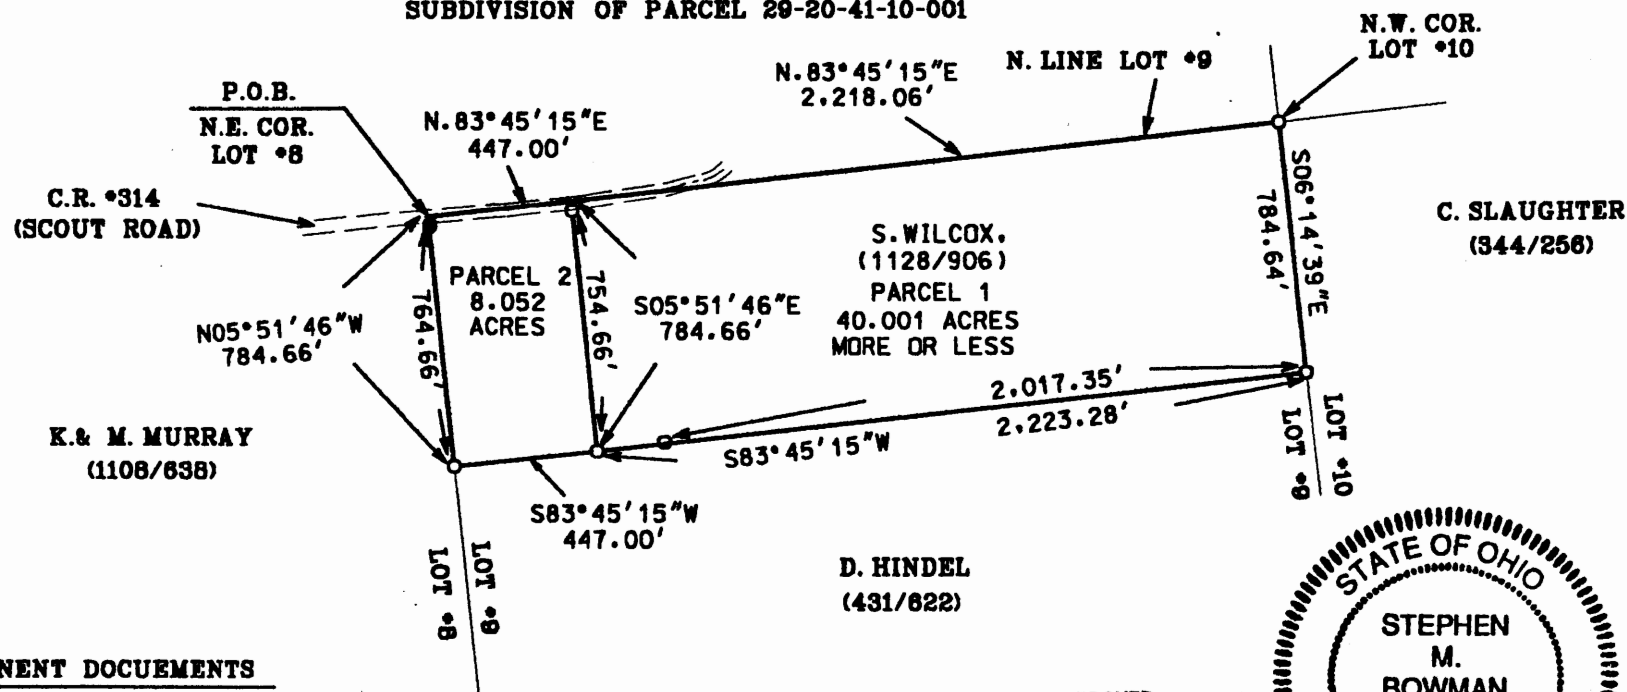 SUBDIVISION OF PARCEL 29-20-41-10-001
N.W. COR.
LOT #10
N. LINE LOT #9
N.83°45'15"E
2,218.06'
P.O.B.
N.E. COR.
LOT #8
N.83°45'15"E
447.00'
C.R. #314
(SCOUT ROAD)
S06°14'39"E
784.64'
C. SLAUGHTER
(344/256)
S.WILCOX.
(1128/906)
PARCEL 1
40.001 ACRES
MORE OR LESS
PARCEL 2
8.052
ACRES
764.66'
754.66'
S05°51'46"E
784.66'
N05°51'46"W
784.66'
2,017.35'
2,223.28'
S83°45'15"W
K.& M. MURRAY
(1108/638)
LOT #10
LOT #9
S83°45'15"W
447.00'
LOT #9
LOT #8
D. HINDEL
(431/622)
STATE OF OHIO
STEPHEN
M.
BOWMAN
NENT DOCUEMENTS